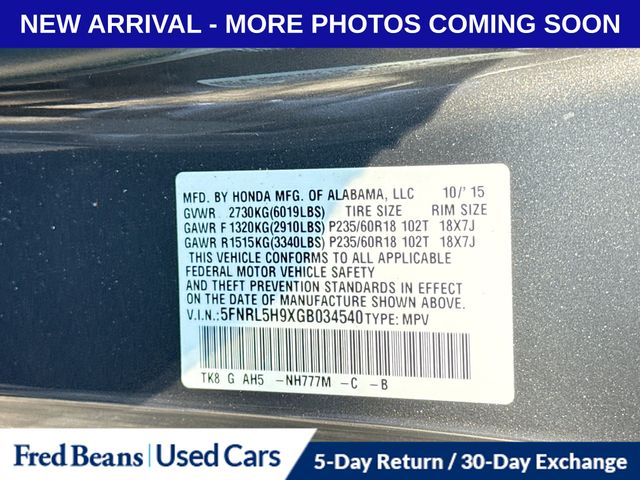 NEW ARRIVAL - MORE PHOTOS COMING SOON
MFD. BY HONDA MFG. OF ALABAMA, LLC 10/'15
GVWR 2730KG(6019LBS) TIRE SIZE RIM SIZE
GAWR F 1320KG(2910LBS) P235/60R18 102T 18X7J
GAWR R 1515KG(3340LBS) P235/60R18 102T 18X7J
THIS VEHICLE CONFORMS TO ALL APPLICABLE
FEDERAL MOTOR VEHICLE SAFETY
AND THEFT PREVENTION STANDARDS IN EFFECT
ON THE DATE OF MANUFACTURE SHOWN ABOVE.
V.I.N.: 5FNRL5H9XGB034540 TYPE: MPV
TK8 G AH5 -NH777M -C -B
Fred Beans | Used Cars 5-Day Return / 30-Day Exchange